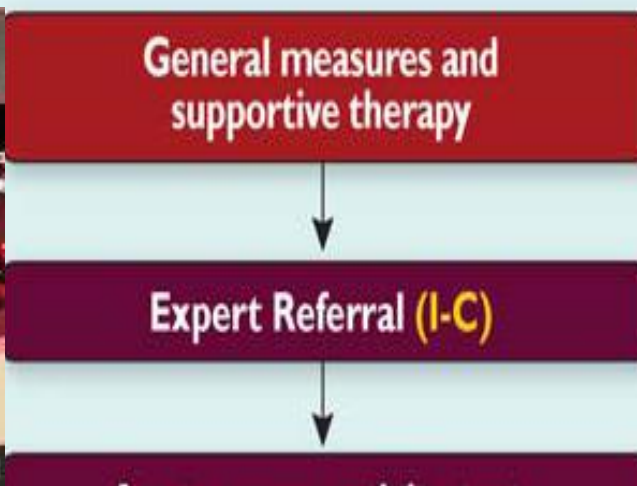 General measures and
supportive therapy
Expert Referral (I-C)